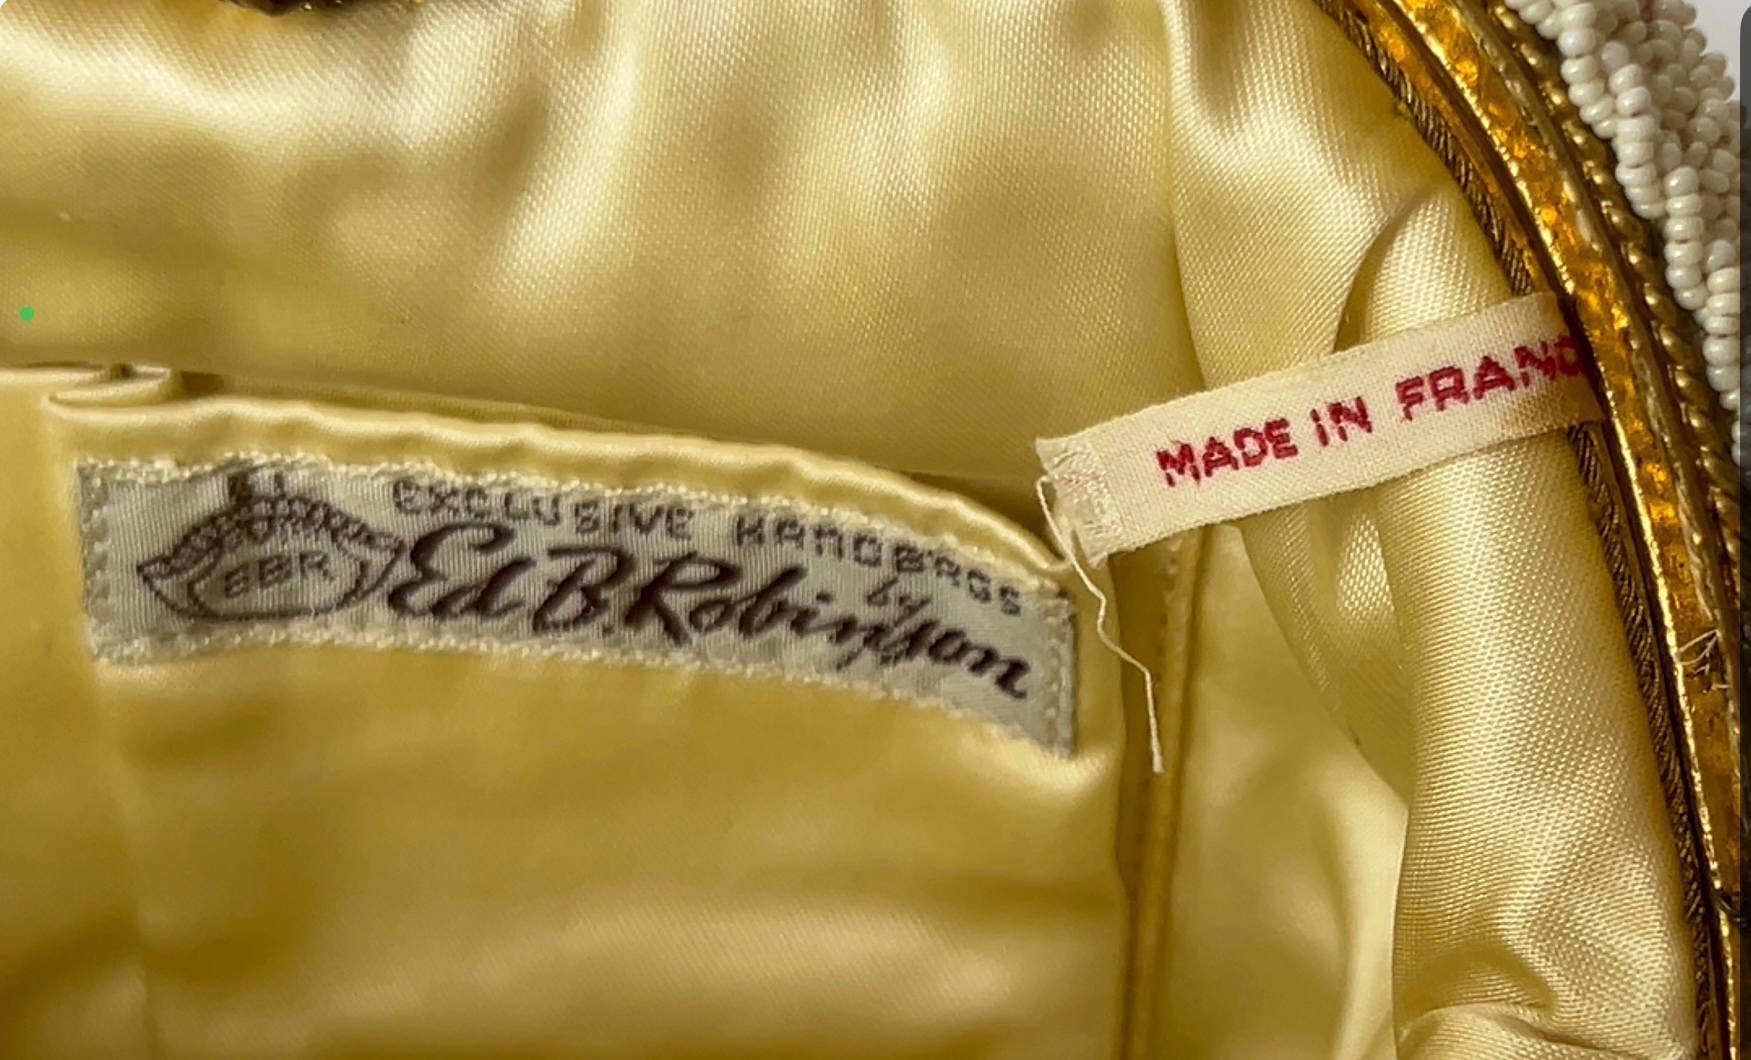 EXCLUSIVE HANDBAGS
by
Ed B. Robinson
EBR
MADE IN FRANC